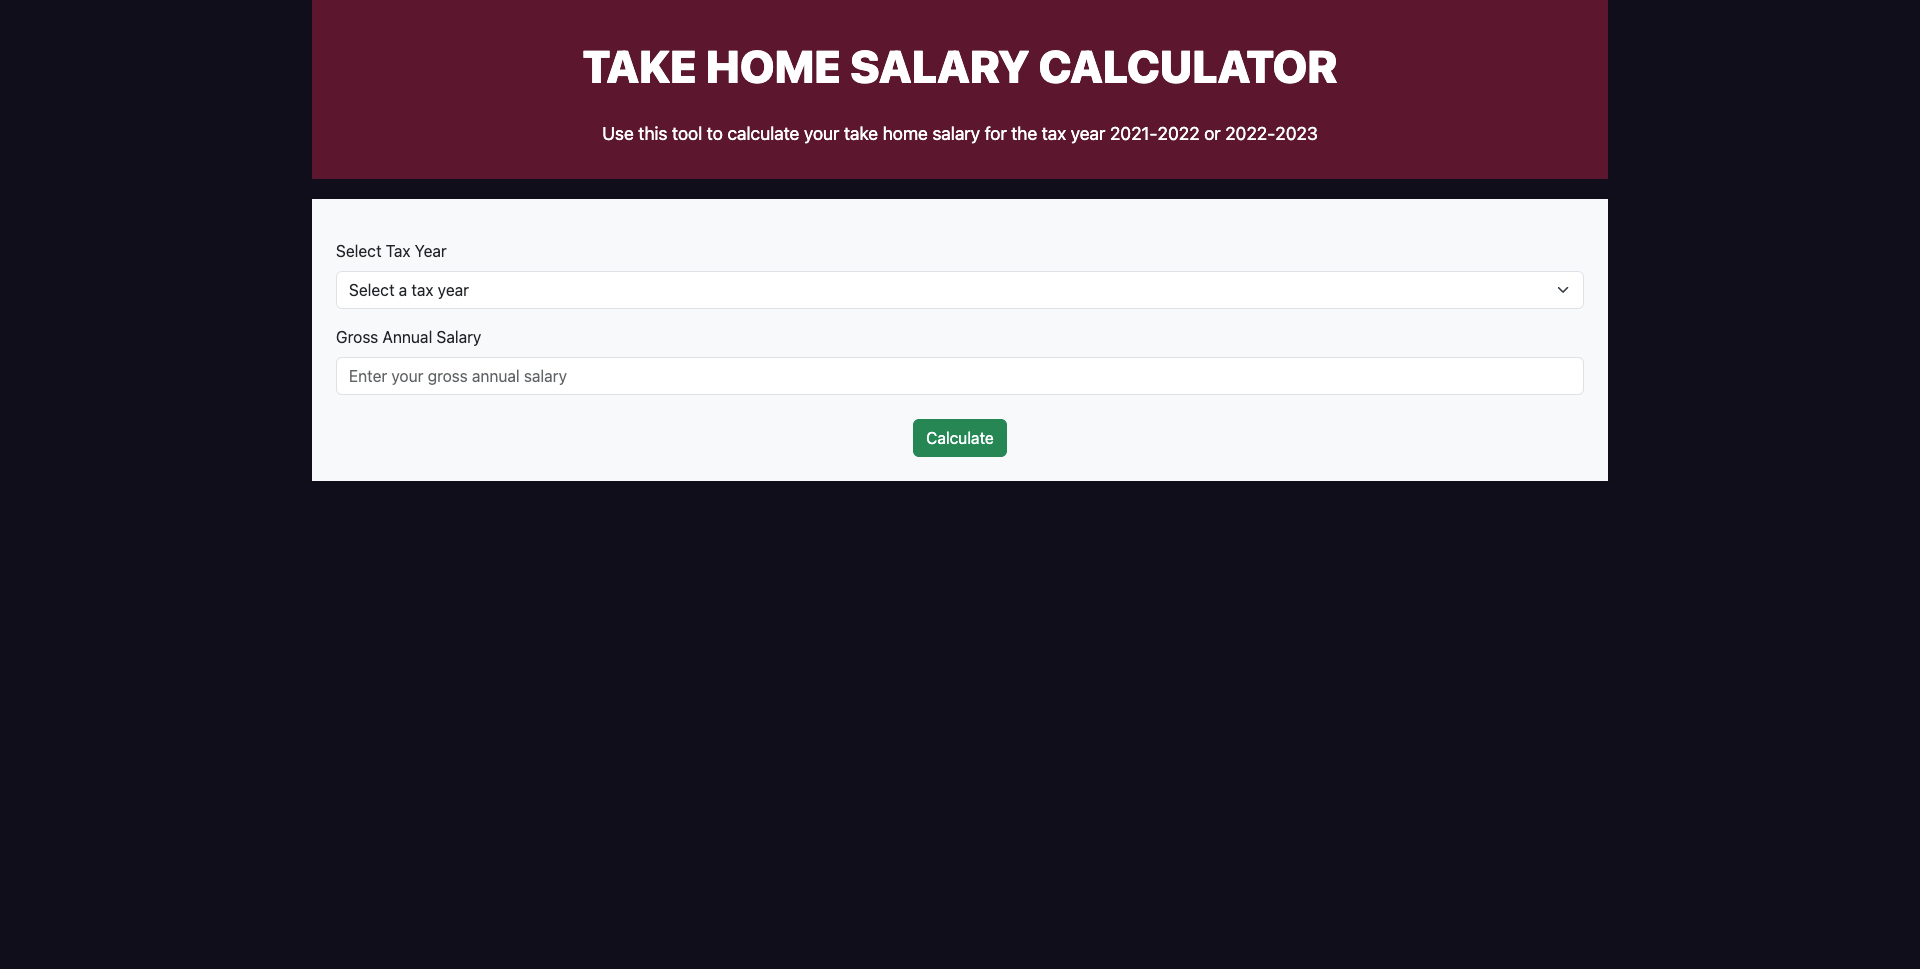 TAKE HOME SALARY CALCULATOR
Use this tool to calculate your take home salary for the tax year 2021-2022 or 2022-2023
Select Tax Year
Select a tax year
Gross Annual Salary
Enter your gross annual salary
Calculate